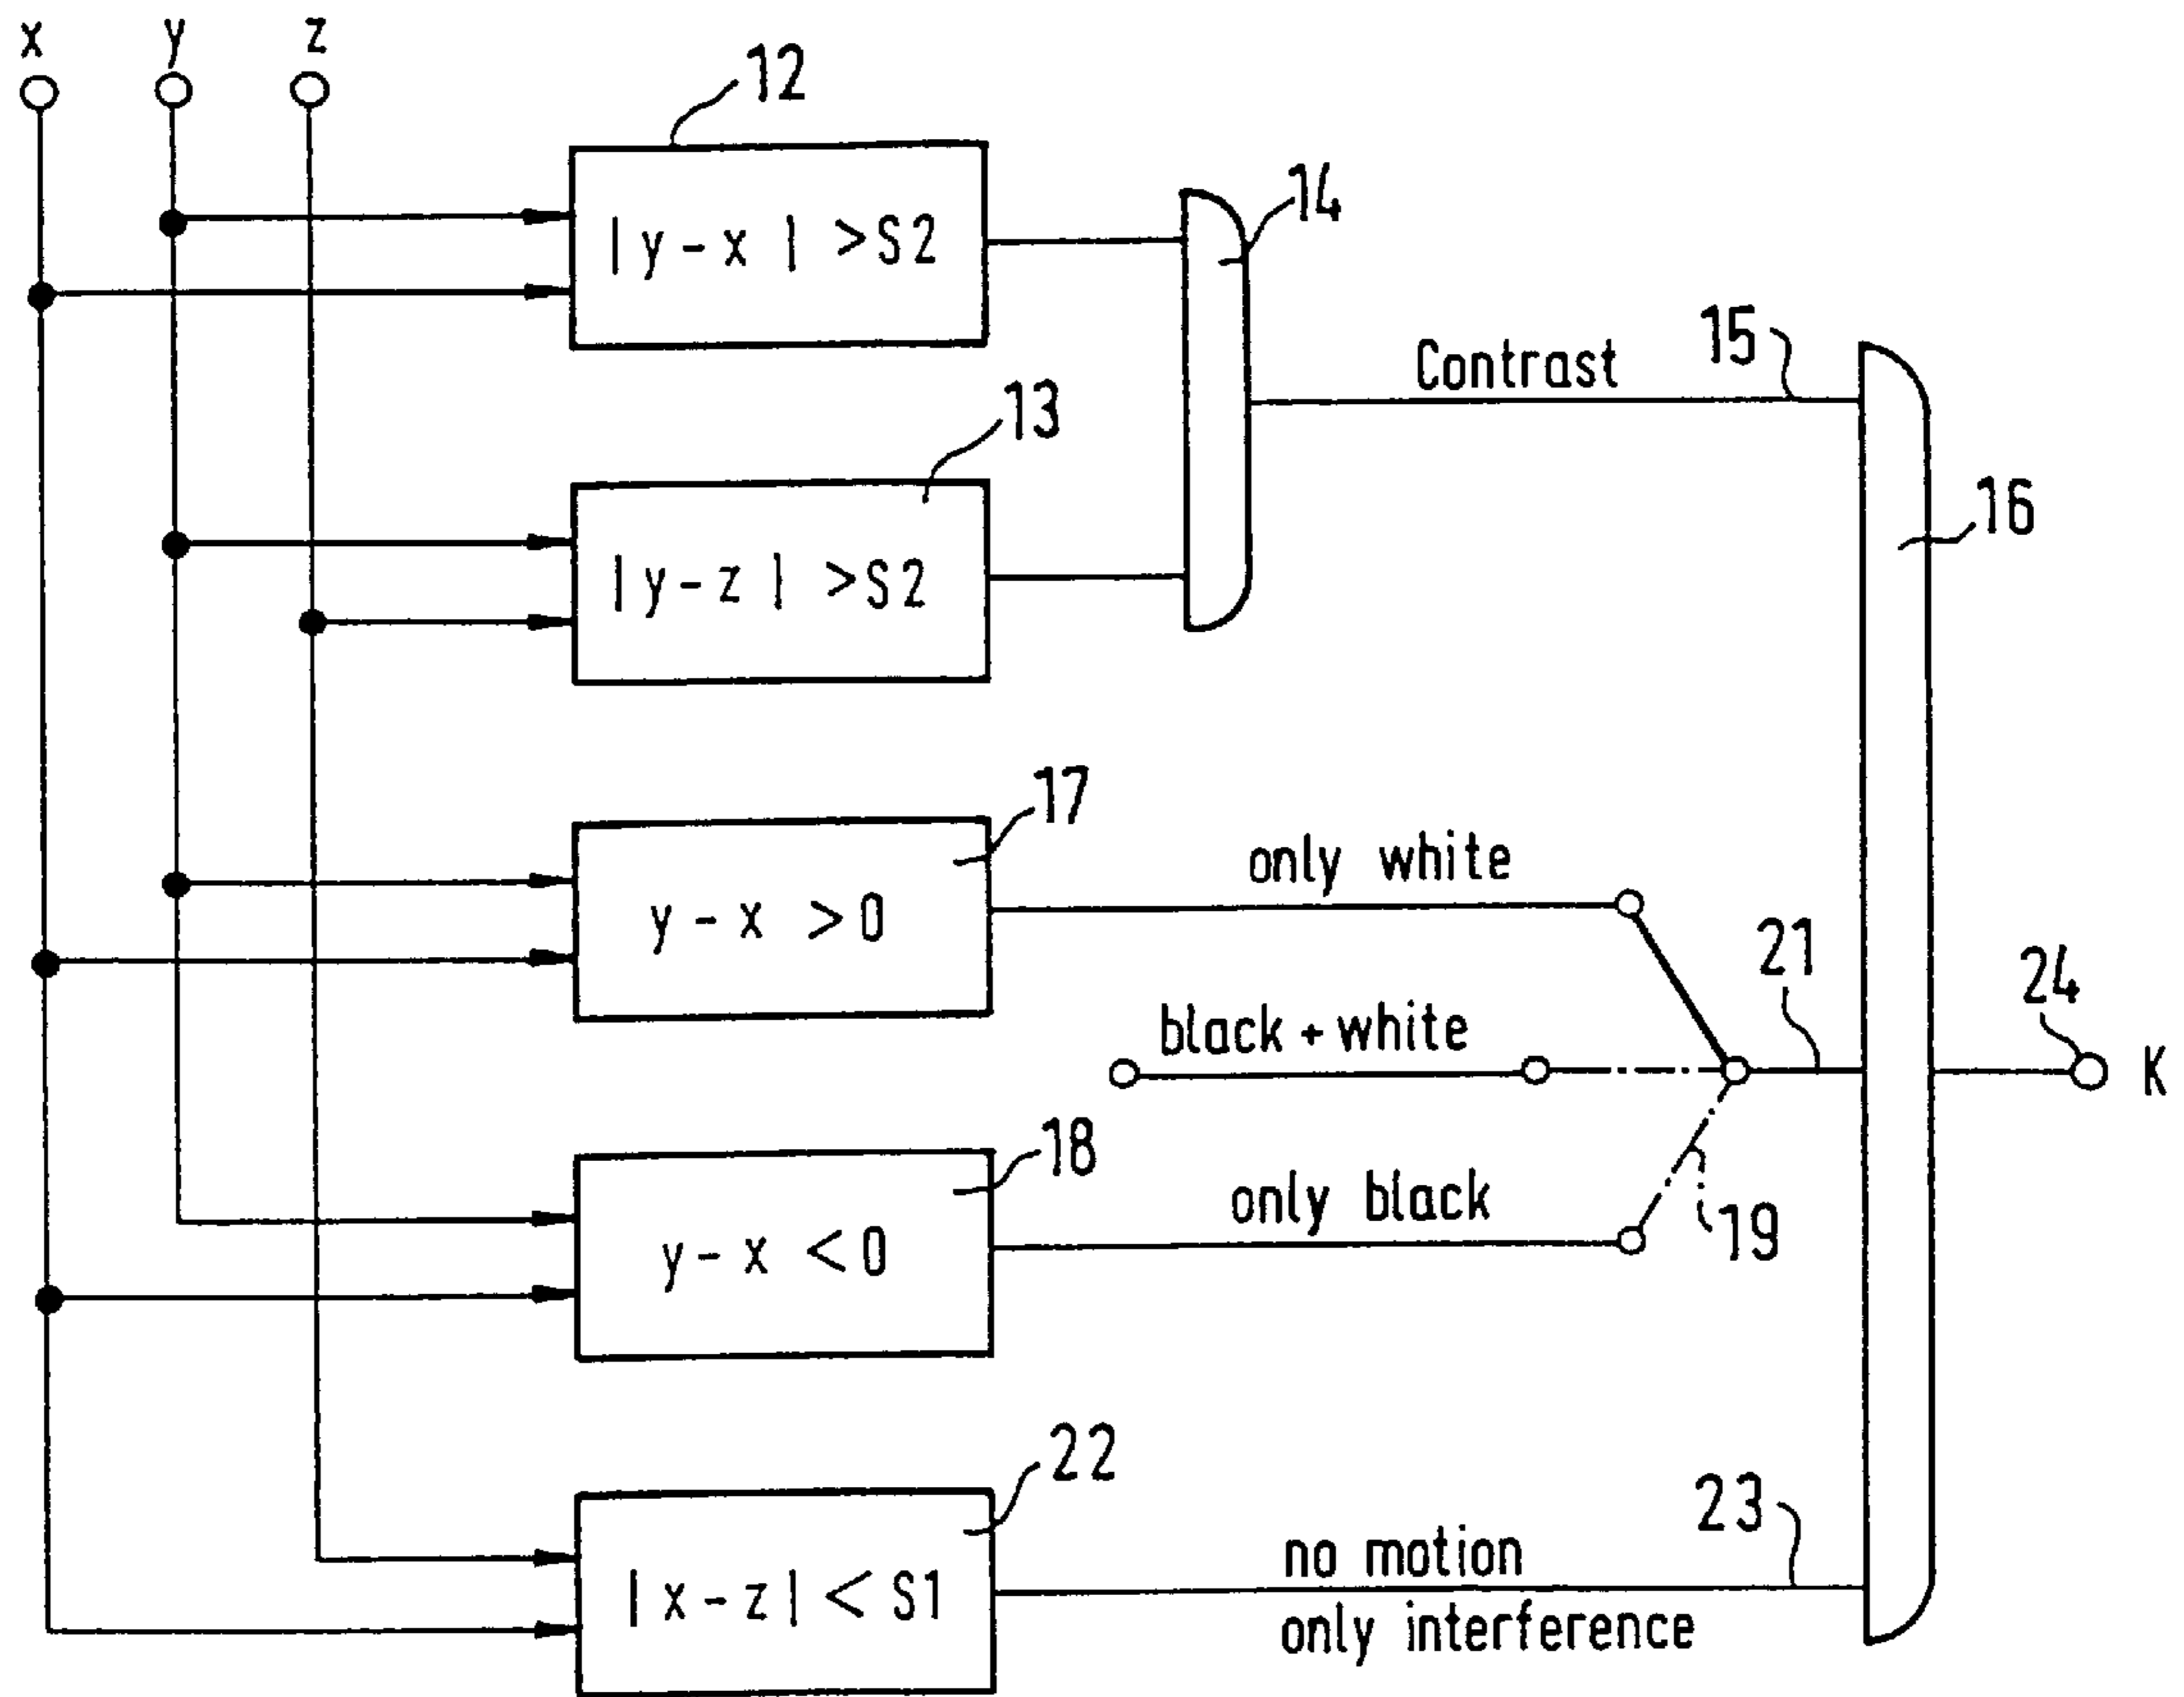 x y z
12
| y - x | > S2
14
15
Contrast
13
| y - z | > S2
16
17
y - x > 0
only white
21
24
black + white
K
18
y - x < 0
only black
19
22
| x - z | < S1
23
no motion
only interference